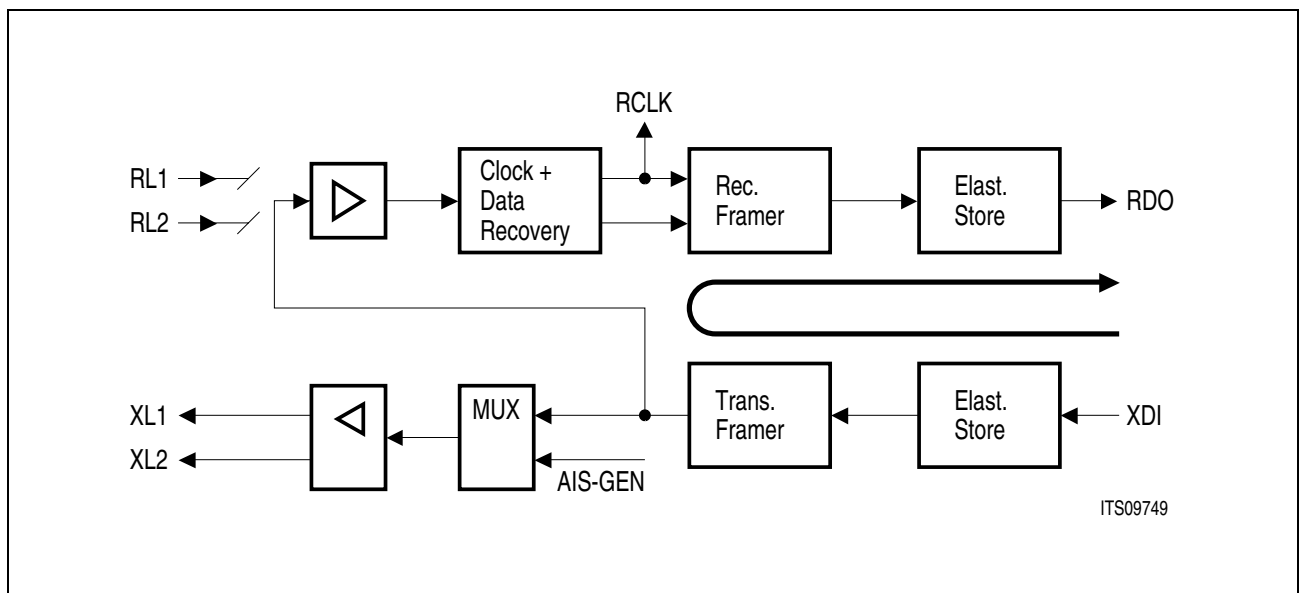 RCLK
RL1
RL2
Clock +
Data
Recovery
Rec.
Framer
Elast.
Store
RDO
XL1
XL2
MUX
AIS-GEN
Trans.
Framer
Elast.
Store
XDI
ITS09749